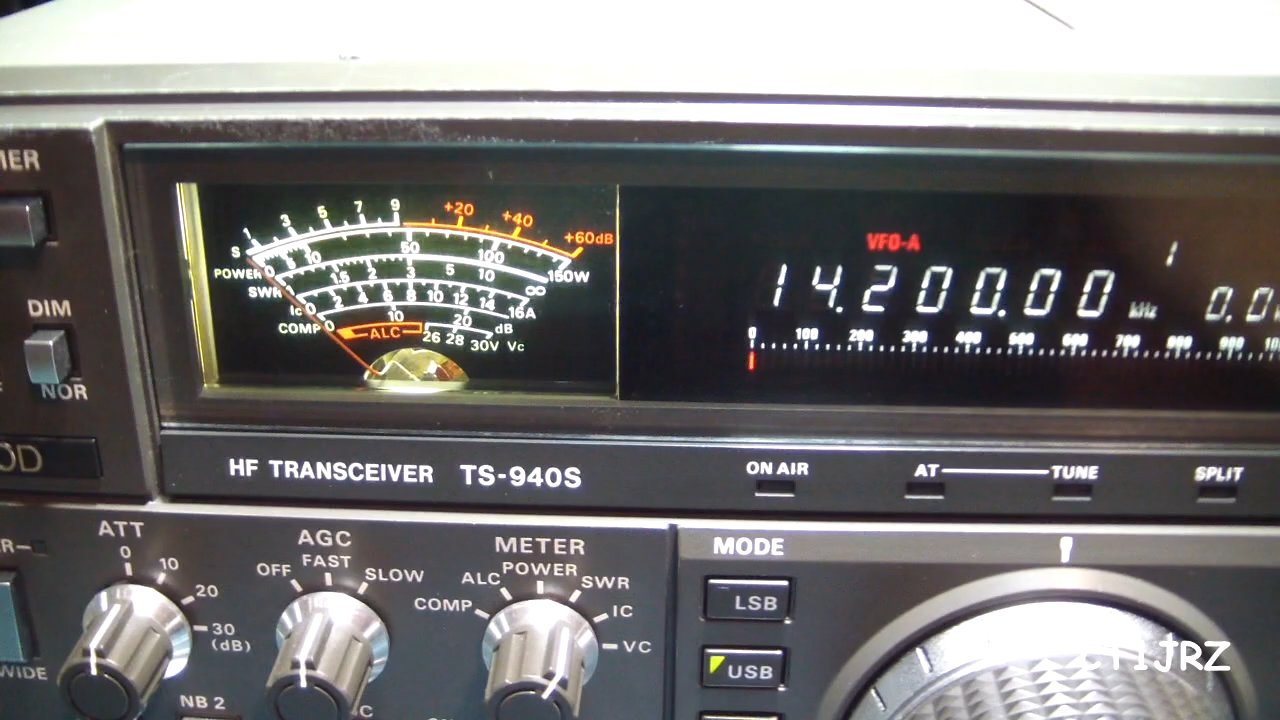 DIM
NOR
S 1 3 5 7 9 +20 +40 +60dB
POWER 0 5 10 50 100 150W
SWR 1.5 2 3 5 10 ∞
Ic 0 2 4 6 8 10 12 14 16A
COMP 0 10 20 dB
ALC 26 28 30V Vc
VFO-A
1
14.200.00 kHz
0 100 200 300 400 500 600 700 800 900
HF TRANSCEIVER TS-940S
ON AIR
AT TUNE
SPLIT
ATT
0 10 20 30 (dB)
AGC
OFF FAST SLOW
METER
COMP ALC POWER SWR IC VC
MODE
LSB
USB
WIDE
NB 2